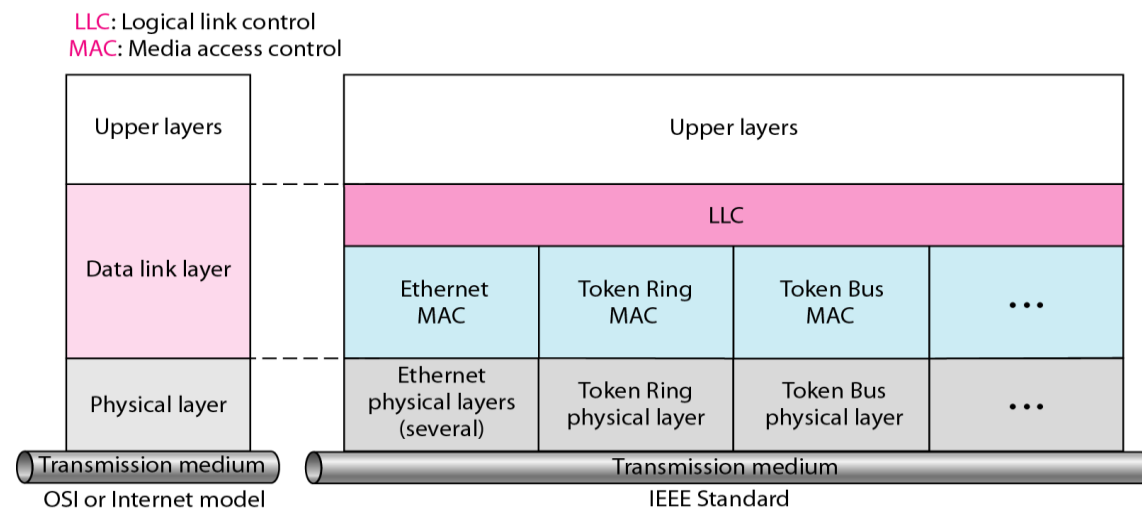 LLC: Logical link control
MAC: Media access control
Upper layers
Upper layers
Data link layer
LLC
Ethernet
MAC
Token Ring
MAC
Token Bus
MAC
...
Physical layer
Ethernet
physical layers
(several)
Token Ring
physical layer
Token Bus
physical layer
...
Transmission medium
Transmission medium
OSI or Internet model
IEEE Standard